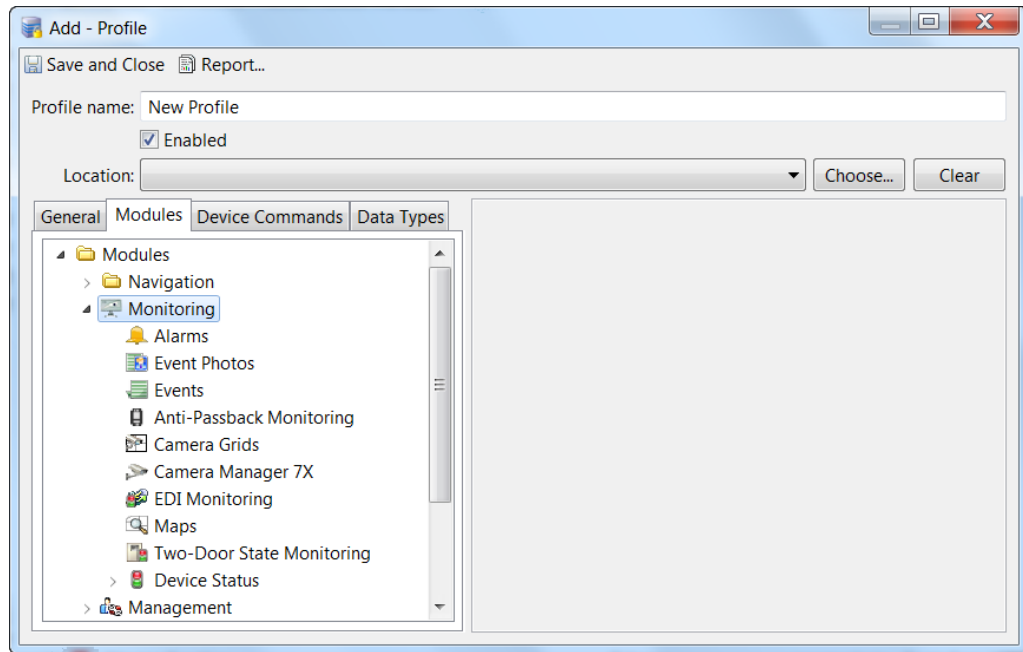 Add - Profile
Save and Close Report...
Profile name: New Profile
Enabled
Location: Choose... Clear
General Modules Device Commands Data Types
Modules
Navigation
Monitoring
Alarms
Event Photos
Events
Anti-Passback Monitoring
Camera Grids
Camera Manager 7X
EDI Monitoring
Maps
Two-Door State Monitoring
Device Status
Management